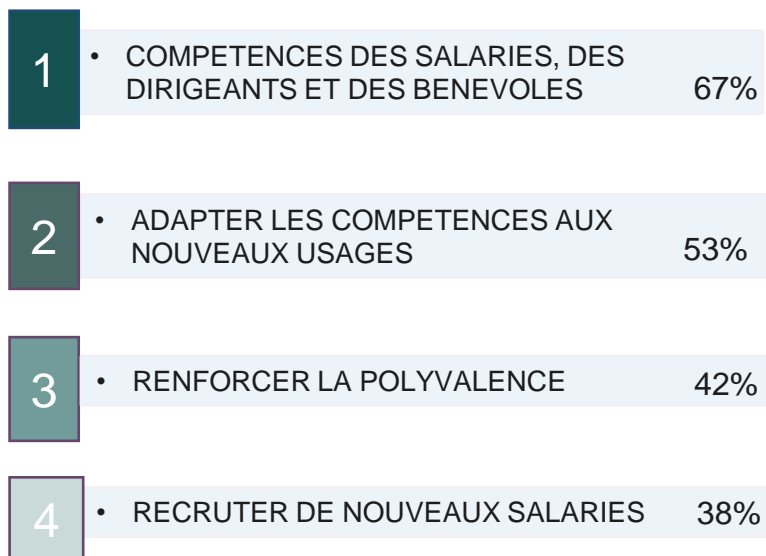 1
• COMPETENCES DES SALARIES, DES
DIRIGEANTS ET DES BENEVOLES 67%
2
• ADAPTER LES COMPETENCES AUX
NOUVEAUX USAGES 53%
3
• RENFORCER LA POLYVALENCE 42%
4
• RECRUTER DE NOUVEAUX SALARIES 38%